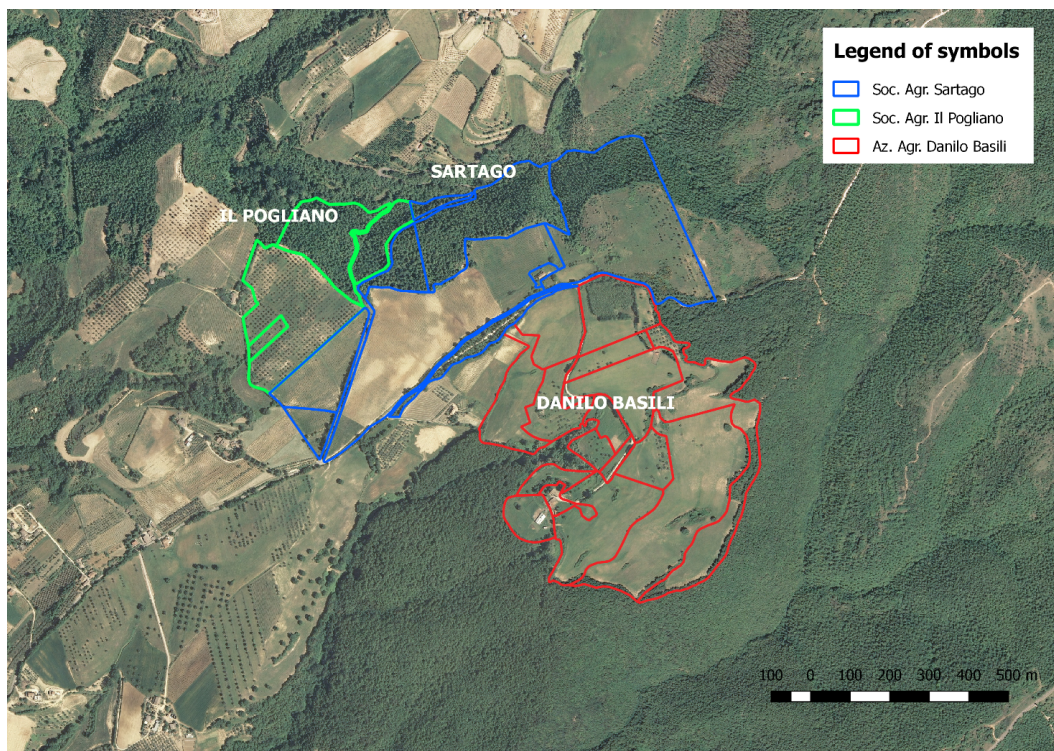 Legend of symbols
Soc. Agr. Sartago
Soc. Agr. Il Pogliano
Az. Agr. Danilo Basili
SARTAGO
IL POGLIANO
DANILO BASILI
100 0 100 200 300 400 500 m